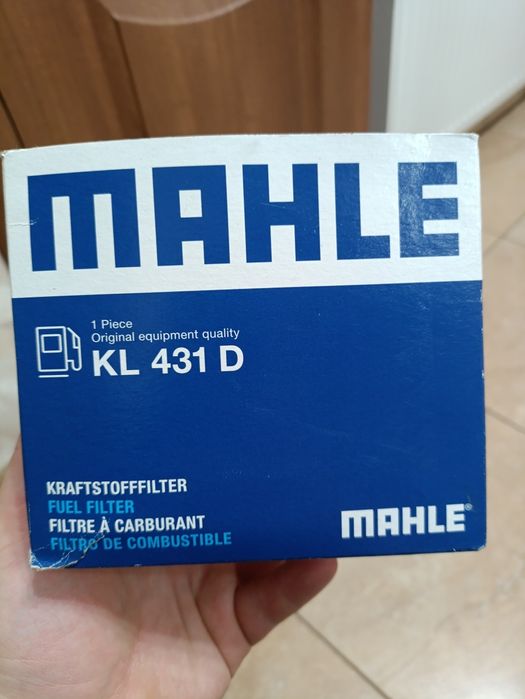 MAHLE
1 Piece
Original equipment quality
KL 431 D
KRAFTSTOFFFILTER
FUEL FILTER
FILTRE À CARBURANT
FILTRO DE COMBUSTIBLE
MAHLE®